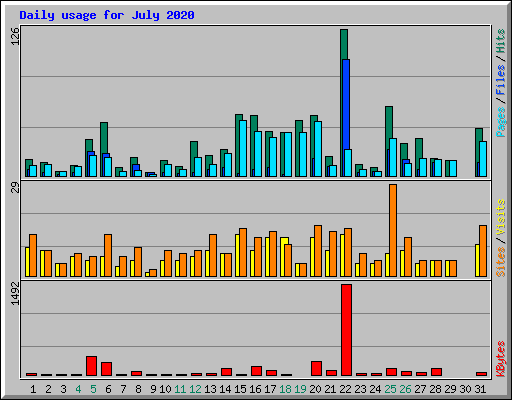 Daily usage for July 2020
126
Pages / Files / Hits
29
Sites / Visits
1492
KBytes
1 2 3 4 5 6 7 8 9 10 11 12 13 14 15 16 17 18 19 20 21 22 23 24 25 26 27 28 29 30 31